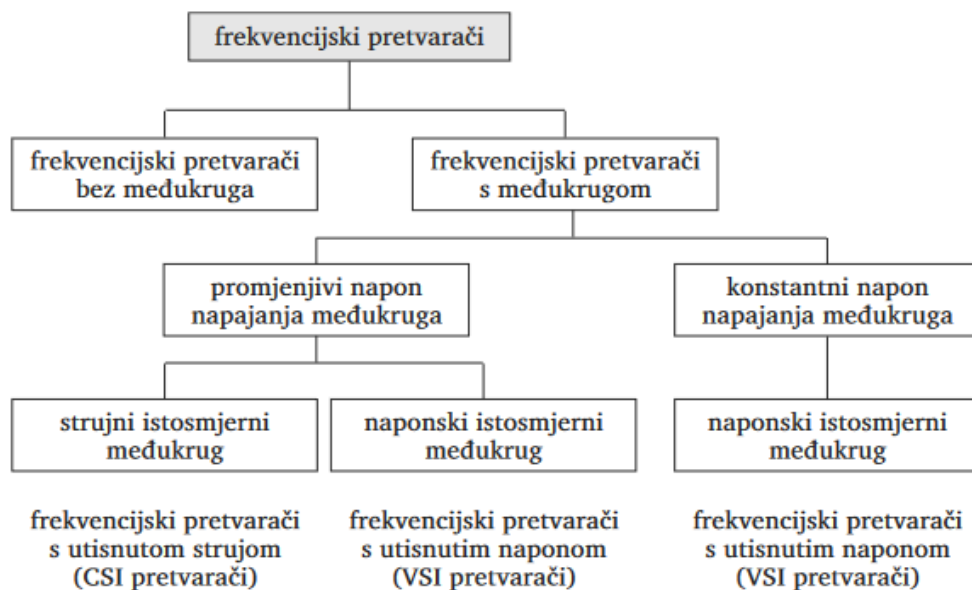 frekvencijski pretvarači
frekvencijski pretvarači
bez međukruga
frekvencijski pretvarači
s međukrugom
promjenjivi napon
napajanja međukruga
konstantni napon
napajanja međukruga
strujni istosmjerni
međukrug
naponski istosmjerni
međukrug
naponski istosmjerni
međukrug
frekvencijski pretvarači
s utisnutom strujom
(CSI pretvarači)
frekvencijski pretvarači
s utisnutim naponom
(VSI pretvarači)
frekvencijski pretvarači
s utisnutim naponom
(VSI pretvarači)